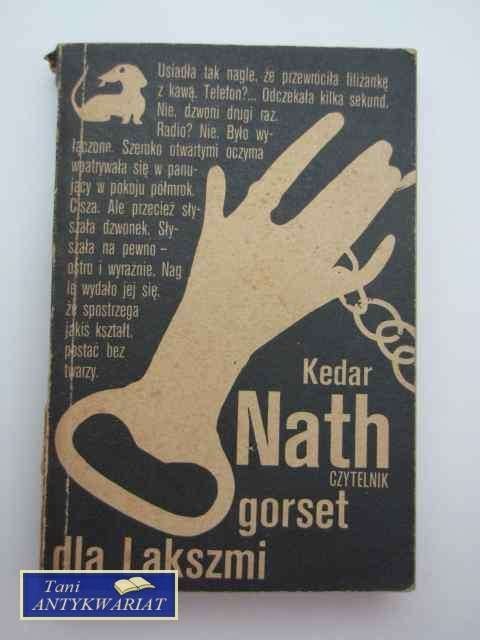 Usiadła tak nagle, że przewróciła filiżankę
z kawą. Telefon?... Odczekała kilka sekund.
Nie, dzwoni drugi raz.
Radio? Nie. Było wy-
łączone. Szeroko otwartymi oczyma
wpatrywała się w panu-
jący w pokoju półmrok.
Cisza. Ale przecież sły-
szała dzwonek. Sły-
szała na pewno –
ostro i wyraźnie. Nag
le wydało jej się,
że spostrzega
jakiś kształt,
postać bez
twarzy.
Kedar
Nath
CZYTELNIK
gorset
dla Lakszmi
Tani
ANTYKWARIAT